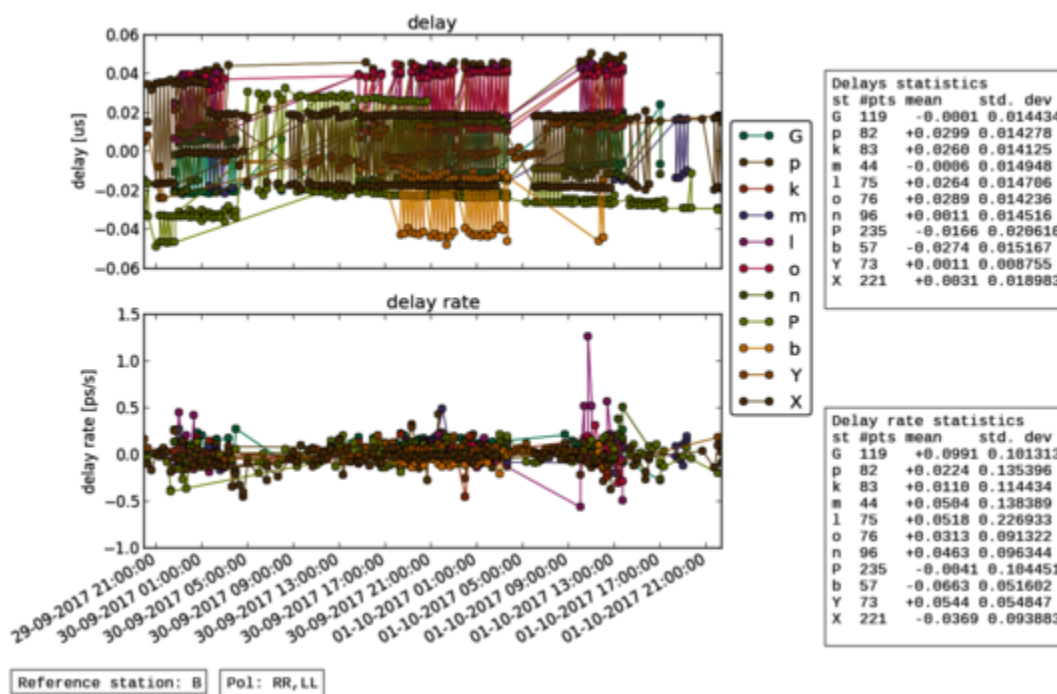 delay
0.06
0.04
0.02
0.00
−0.02
−0.04
−0.06
delay [us]
delay rate
1.5
1.0
0.5
0.0
−0.5
−1.0
delay rate [ps/s]
29-09-2017 21:00:00
30-09-2017 01:00:00
30-09-2017 05:00:00
30-09-2017 09:00:00
30-09-2017 13:00:00
30-09-2017 17:00:00
30-09-2017 21:00:00
01-10-2017 01:00:00
01-10-2017 05:00:00
01-10-2017 09:00:00
01-10-2017 13:00:00
01-10-2017 17:00:00
01-10-2017 21:00:00
G
p
k
m
l
o
n
P
b
Y
X
Delays statistics
st #pts mean std. dev
G 119 -0.0001 0.014434
p 82 +0.0299 0.014278
k 83 +0.0260 0.014125
m 44 -0.0006 0.014948
l 75 +0.0264 0.014706
o 76 +0.0289 0.014236
n 96 +0.0011 0.014516
P 235 -0.0166 0.020616
b 57 -0.0274 0.015167
Y 73 +0.0011 0.008755
X 221 +0.0031 0.018983
Delay rate statistics
st #pts mean std. dev
G 119 +0.0991 0.101313
p 82 +0.0224 0.135396
k 83 +0.0110 0.114434
m 44 +0.0504 0.138389
l 75 +0.0518 0.226933
o 76 +0.0313 0.091322
n 96 +0.0463 0.096344
P 235 -0.0041 0.104451
b 57 -0.0663 0.051602
Y 73 +0.0544 0.054847
X 221 -0.0369 0.093883
Reference station: B
Pol: RR,LL